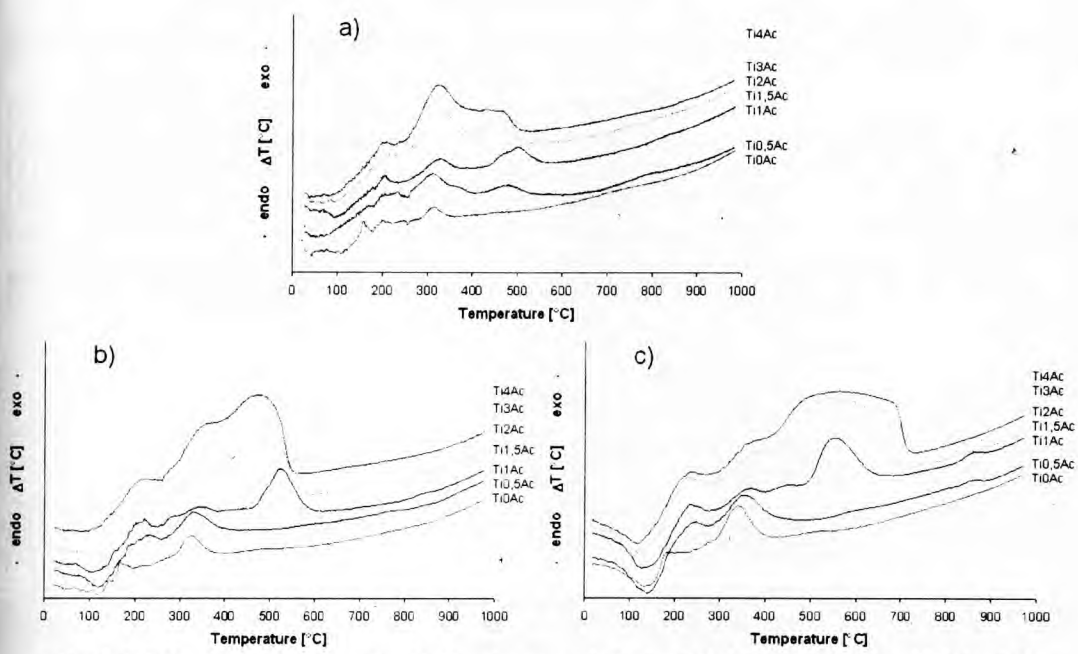 a)
Ti4Ac
Ti3Ac
Ti2Ac
Ti1,5Ac
Ti1Ac
Ti0,5Ac
Ti0Ac
· endo ΔT [°C] exo ·
0 100 200 300 400 500 600 700 800 900 1000
Temperature [°C]
b)
Ti4Ac
Ti3Ac
Ti2Ac
Ti1,5Ac
Ti1Ac
Ti0,5Ac
Ti0Ac
· endo ΔT [°C] exo ·
0 100 200 300 400 500 600 700 800 900 1000
Temperature [°C]
c)
Ti4Ac
Ti3Ac
Ti2Ac
Ti1,5Ac
Ti1Ac
Ti0,5Ac
Ti0Ac
· endo ΔT [°C] exo ·
0 100 200 300 400 500 600 700 800 900 1000
Temperature [°C]